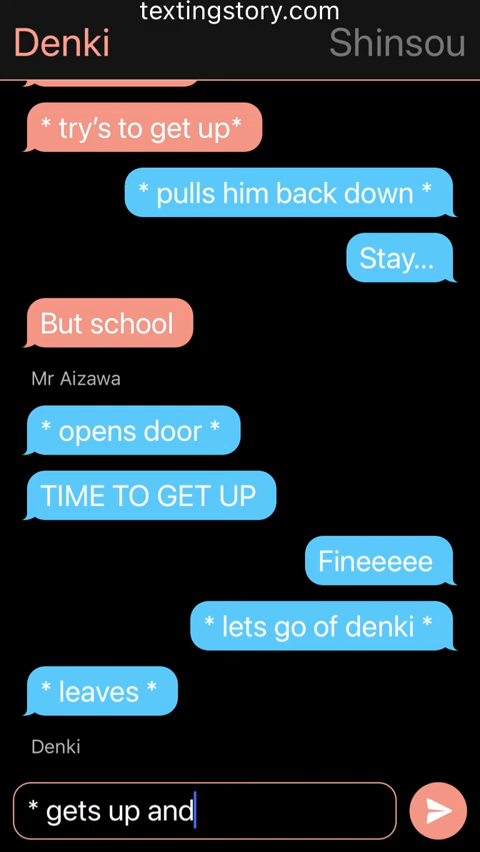 textingstory.com
Denki
Shinsou
* try’s to get up*
* pulls him back down *
Stay...
But school
Mr Aizawa
* opens door *
TIME TO GET UP
Fineeeee
* lets go of denki *
* leaves *
Denki
* gets up and